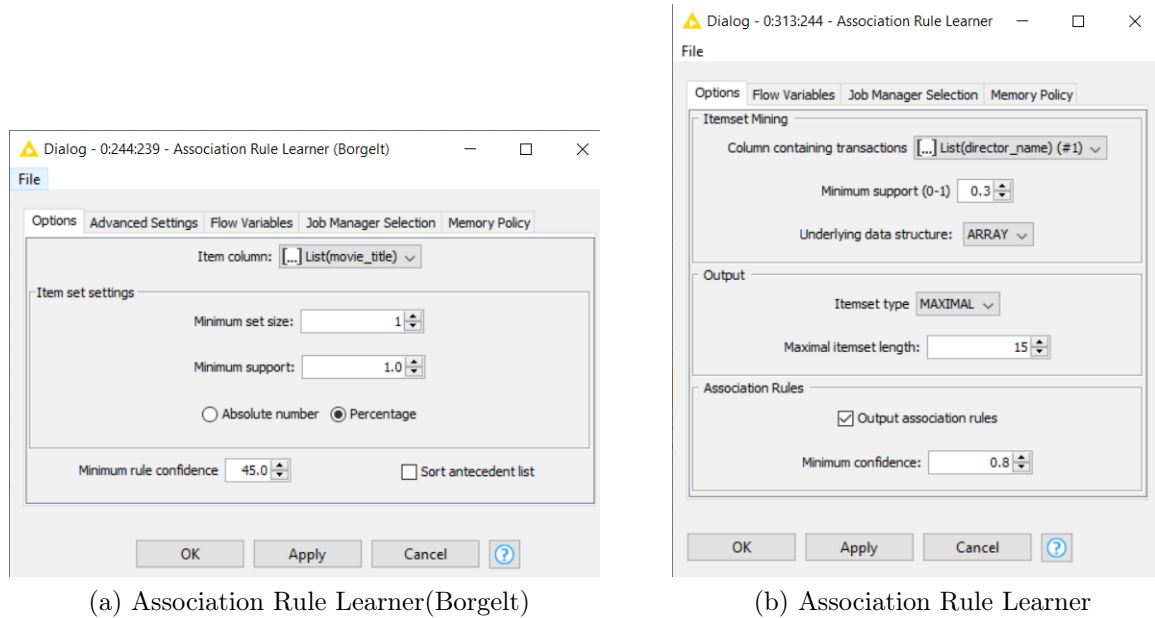 Dialog - 0:244:239 - Association Rule Learner (Borgelt)
File
Options Advanced Settings Flow Variables Job Manager Selection Memory Policy
Item column: [...] List(movie_title)
Item set settings
Minimum set size: 1
Minimum support: 1.0
Absolute number Percentage
Minimum rule confidence 45.0 Sort antecedent list
OK Apply Cancel ?
(a) Association Rule Learner(Borgelt)
Dialog - 0:313:244 - Association Rule Learner
File
Options Flow Variables Job Manager Selection Memory Policy
Itemset Mining
Column containing transactions [...] List(director_name) (#1)
Minimum support (0-1) 0.3
Underlying data structure: ARRAY
Output
Itemset type MAXIMAL
Maximal itemset length: 15
Association Rules
Output association rules
Minimum confidence: 0.8
OK Apply Cancel ?
(b) Association Rule Learner